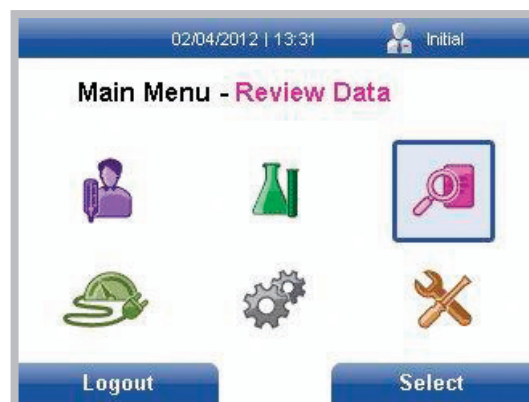 02/04/2012 | 13:31 Initial
Main Menu - Review Data
Logout Select